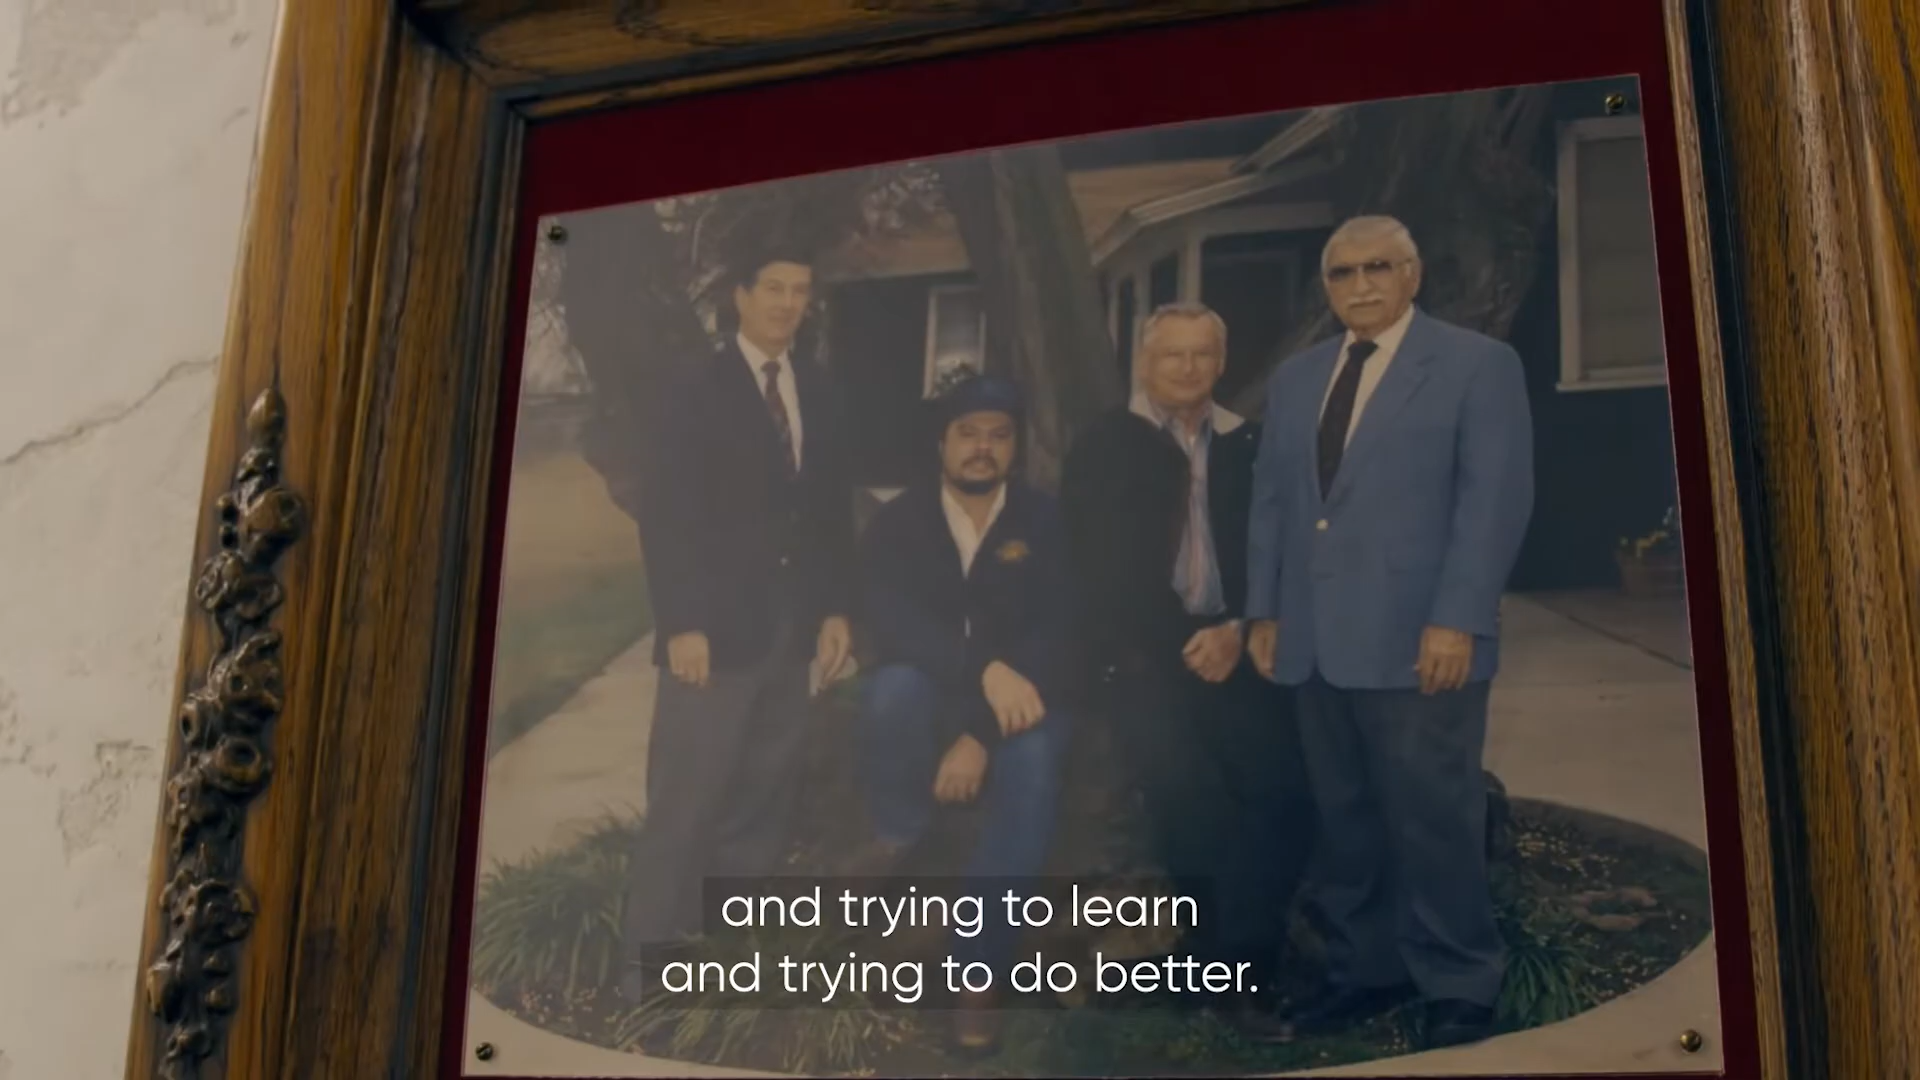 and trying to learn
and trying to do better.